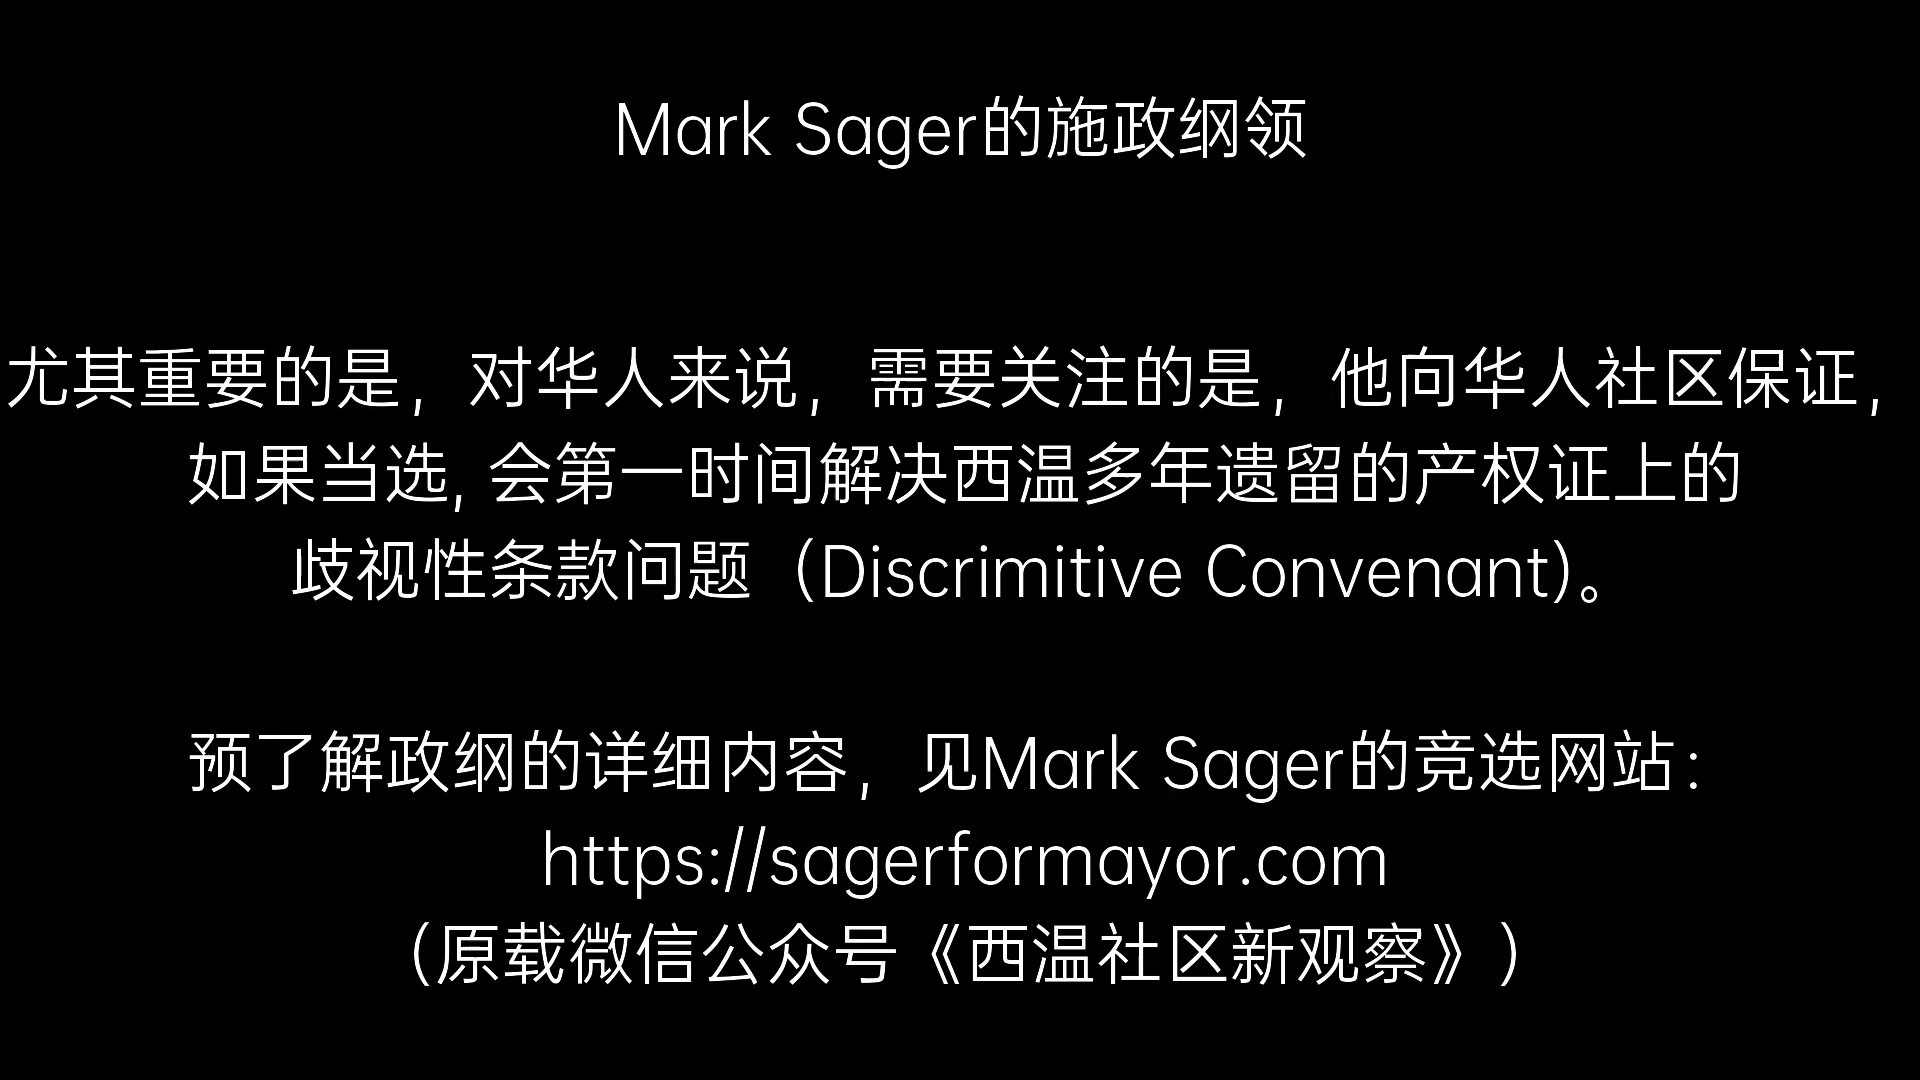 Mark Sager的施政纲领
尤其重要的是，对华人来说，需要关注的是，他向华人社区保证，
如果当选, 会第一时间解决西温多年遗留的产权证上的
歧视性条款问题（Discrimitive Convenant)。
预了解政纲的详细内容，见Mark Sager的竞选网站：
https://sagerformayor.com
（原载微信公众号《西温社区新观察》）